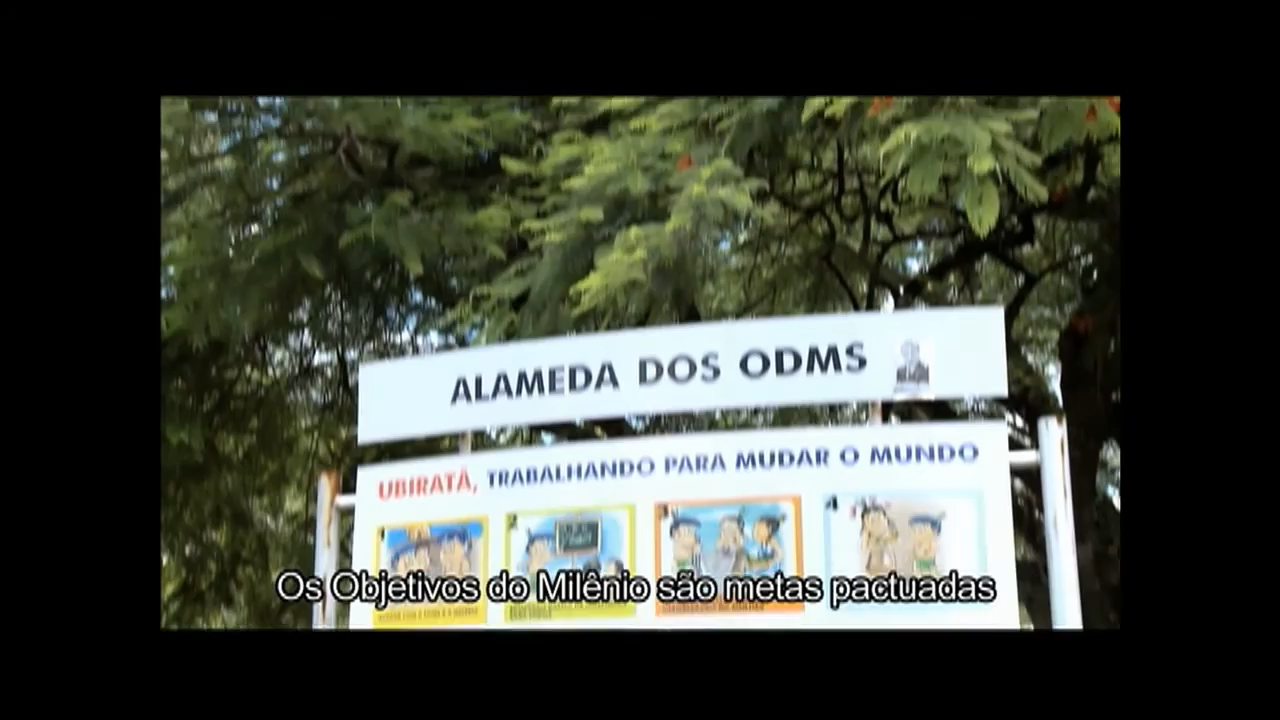 ALAMEDA DOS ODMS
UBIRATÃ, TRABALHANDO PARA MUDAR O MUNDO
Os Objetivos do Milênio são metas pactuadas